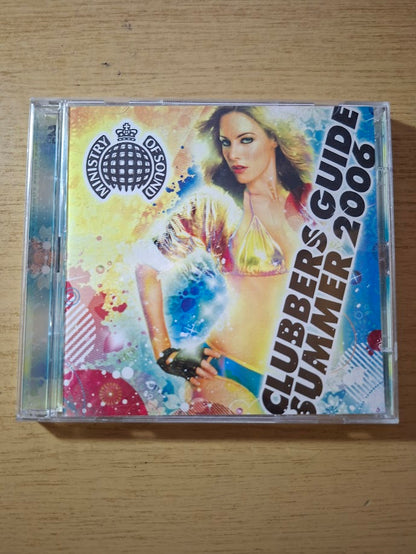 MINISTRY
OF SOUND
CLUBBERS GUIDE
SUMMER 2006